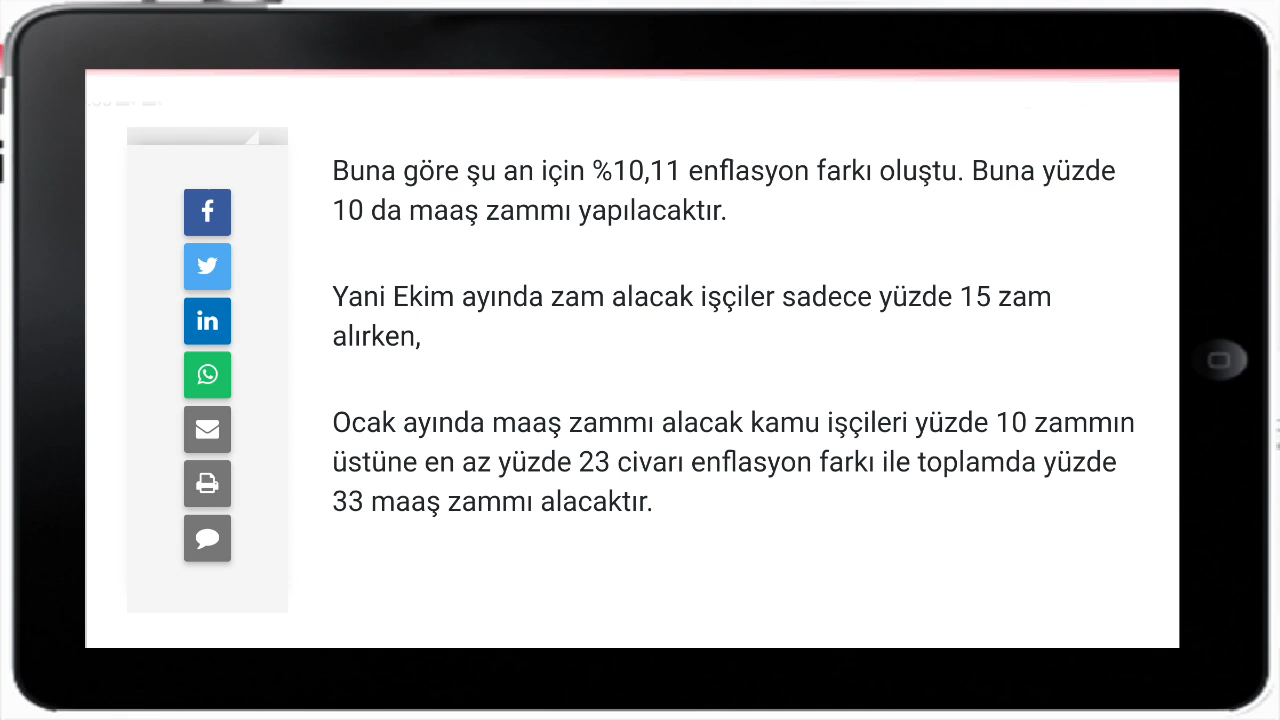 Buna göre şu an için %10,11 enflasyon farkı oluştu. Buna yüzde
10 da maaş zammı yapılacaktır.
Yani Ekim ayında zam alacak işçiler sadece yüzde 15 zam
alırken,
Ocak ayında maaş zammı alacak kamu işçileri yüzde 10 zammın
üstüne en az yüzde 23 civarı enflasyon farkı ile toplamda yüzde
33 maaş zammı alacaktır.